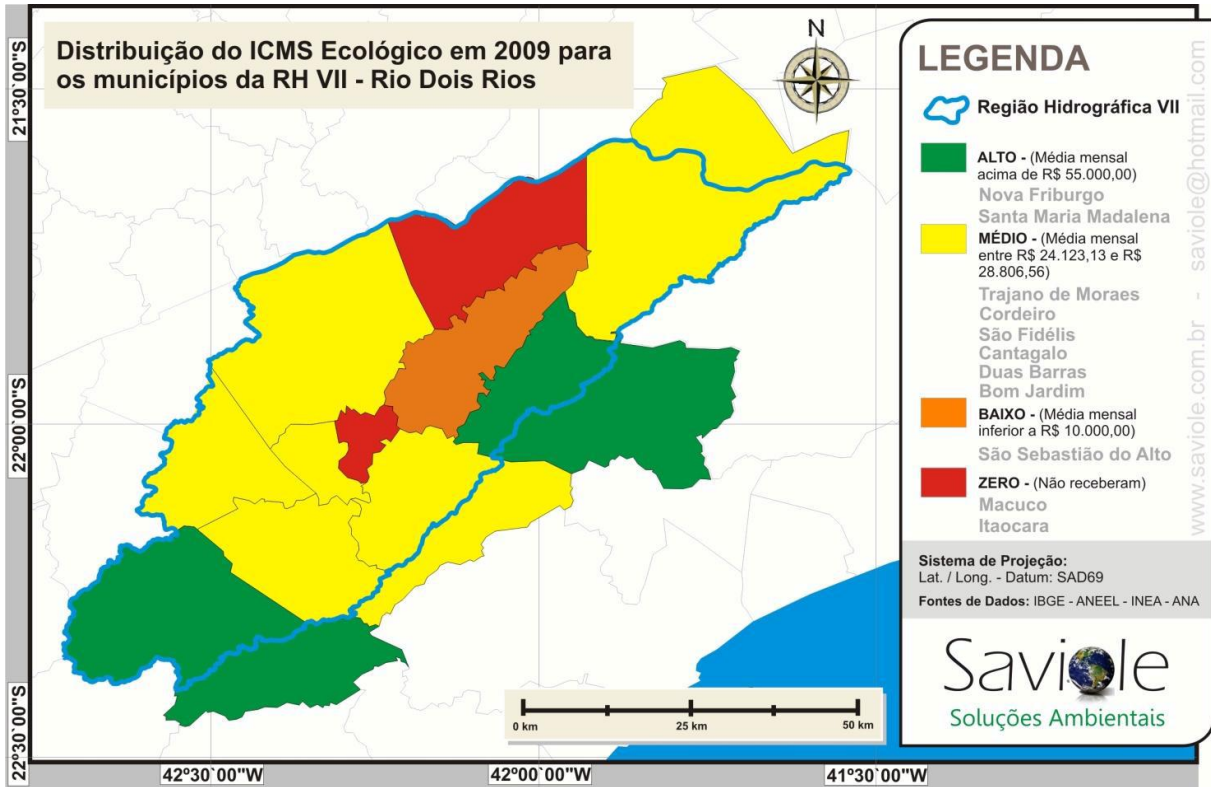 Distribuição do ICMS Ecológico em 2009 para
os municípios da RH VII - Rio Dois Rios
N
LEGENDA
Região Hidrográfica VII
ALTO - (Média mensal
acima de R$ 55.000,00)
Nova Friburgo
Santa Maria Madalena
MÉDIO - (Média mensal
entre R$ 24.123,13 e R$
28.806,56)
Trajano de Moraes
Cordeiro
São Fidélis
Cantagalo
Duas Barras
Bom Jardim
BAIXO - (Média mensal
inferior a R$ 10.000,00)
São Sebastião do Alto
ZERO - (Não receberam)
Macuco
Itaocara
Sistema de Projeção:
Lat. / Long. - Datum: SAD69
Fontes de Dados: IBGE - ANEEL - INEA - ANA
Saviole
Soluções Ambientais
www.saviole.com.br - saviole@hotmail.com
0 km 25 km 50 km
21°30'00"S
22°00'00"S
22°30'00"S
42°30'00"W
42°00'00"W
41°30'00"W